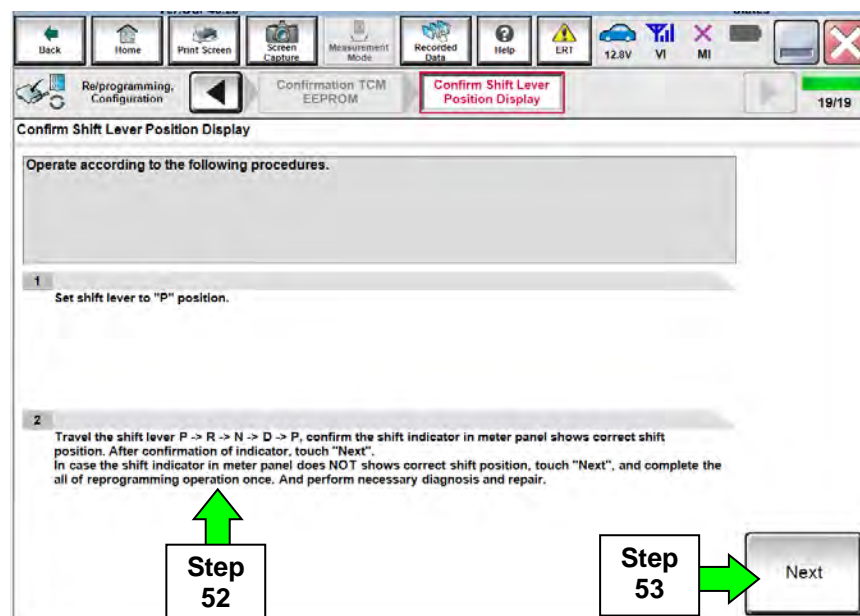 Back
Home
Print Screen
Screen
Capture
Measurement
Mode
Recorded
Data
Help
ERT
12.8V
VI
MI
Re/programming,
Configuration
Confirmation TCM
EEPROM
Confirm Shift Lever
Position Display
19/19
Confirm Shift Lever Position Display
Operate according to the following procedures.
1
Set shift lever to "P" position.
2
Travel the shift lever P -> R -> N -> D -> P, confirm the shift indicator in meter panel shows correct shift
position. After confirmation of indicator, touch "Next".
In case the shift indicator in meter panel does NOT shows correct shift position, touch "Next", and complete the
all of reprogramming operation once. And perform necessary diagnosis and repair.
Step
52
Step
53
Next